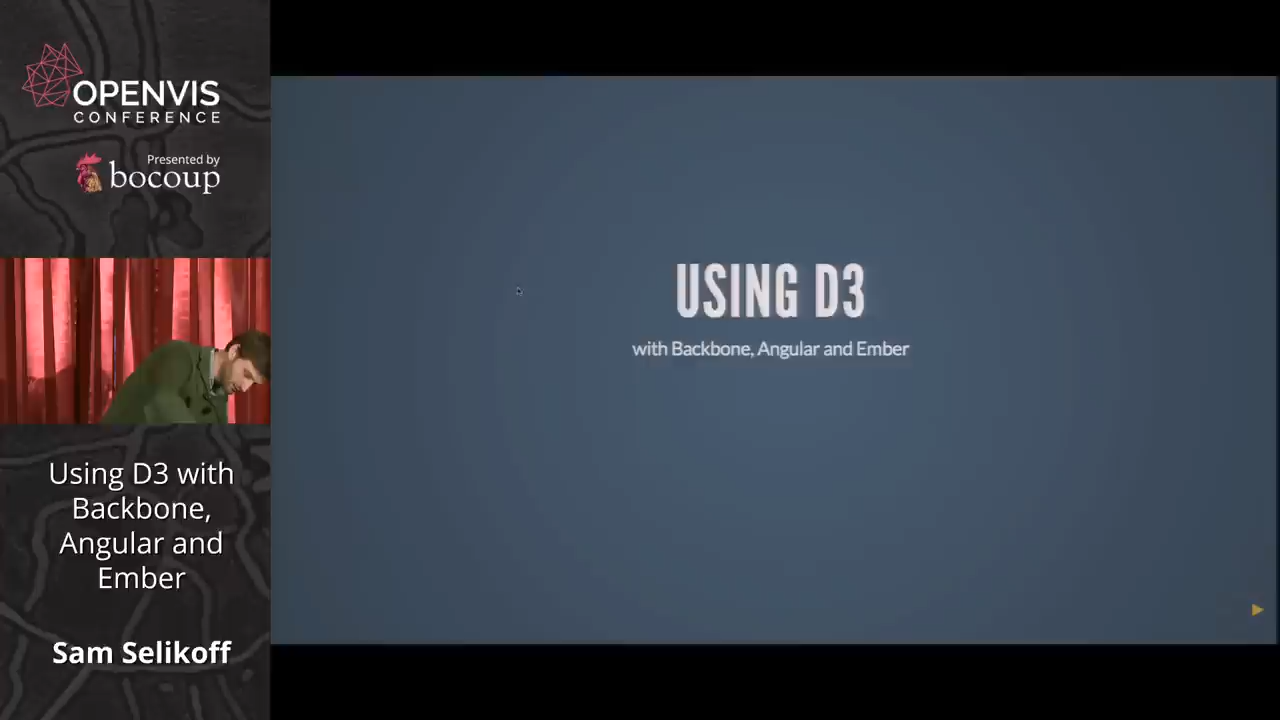 OPENVIS
CONFERENCE
Presented by
bocoup
Using D3 with
Backbone,
Angular and
Ember
Sam Selikoff
USING D3
with Backbone, Angular and Ember